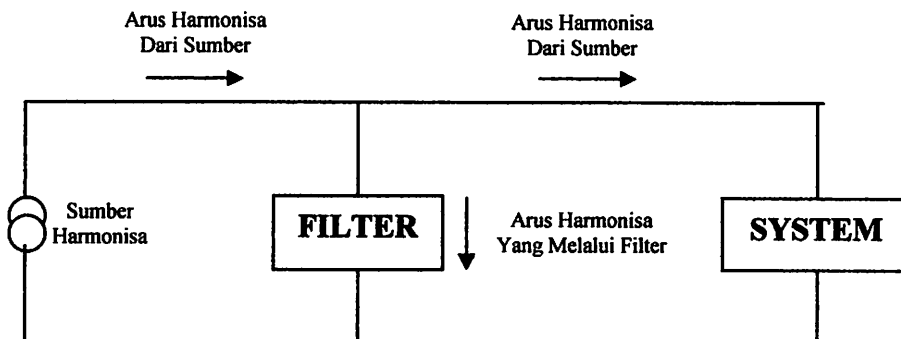 Arus Harmonisa
Dari Sumber
Arus Harmonisa
Dari Sumber
Sumber
Harmonisa
FILTER
Arus Harmonisa
Yang Melalui Filter
SYSTEM